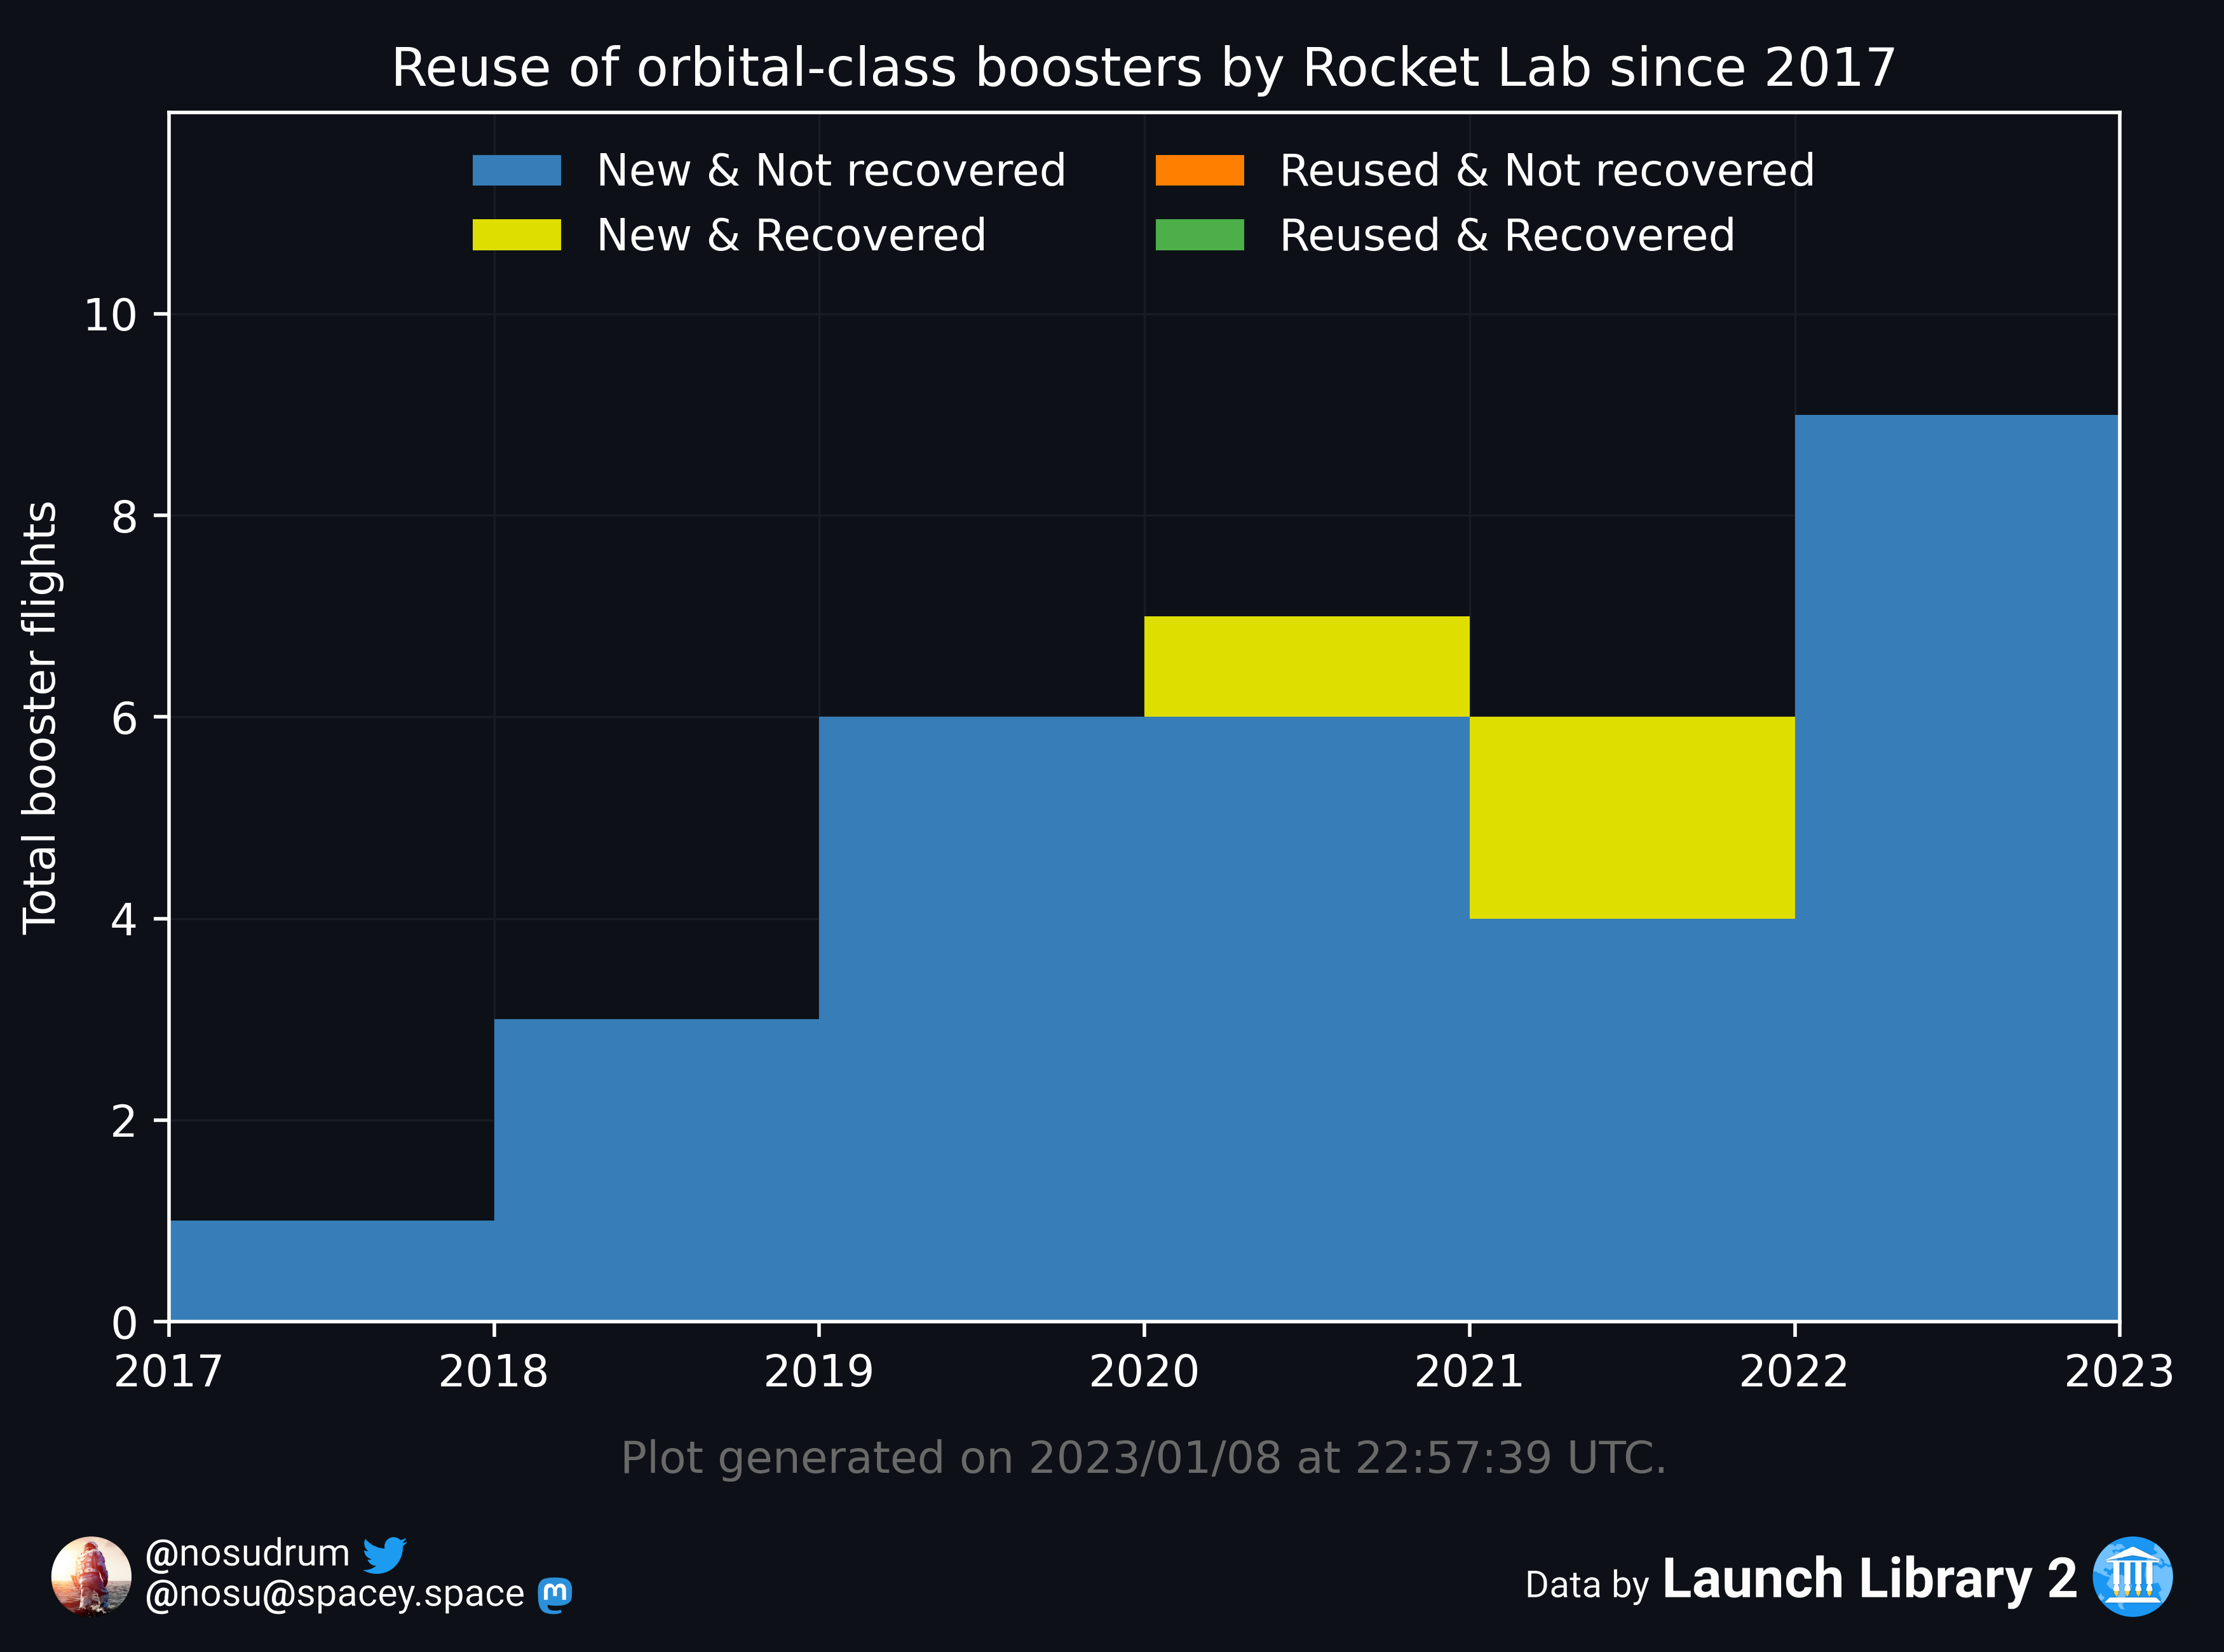 Reuse of orbital-class boosters by Rocket Lab since 2017
New & Not recovered
New & Recovered
Reused & Not recovered
Reused & Recovered
Total booster flights
10
8
6
4
2
0
2017 2018 2019 2020 2021 2022 2023
Plot generated on 2023/01/08 at 22:57:39 UTC.
@nosudrum
@nosu@spacey.space
Data by Launch Library 2